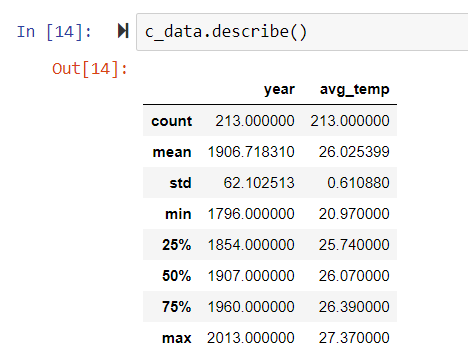 In [14]: c_data.describe()
Out[14]:
year avg_temp
count 213.000000 213.000000
mean 1906.718310 26.025399
std 62.102513 0.610880
min 1796.000000 20.970000
25% 1854.000000 25.740000
50% 1907.000000 26.070000
75% 1960.000000 26.390000
max 2013.000000 27.370000